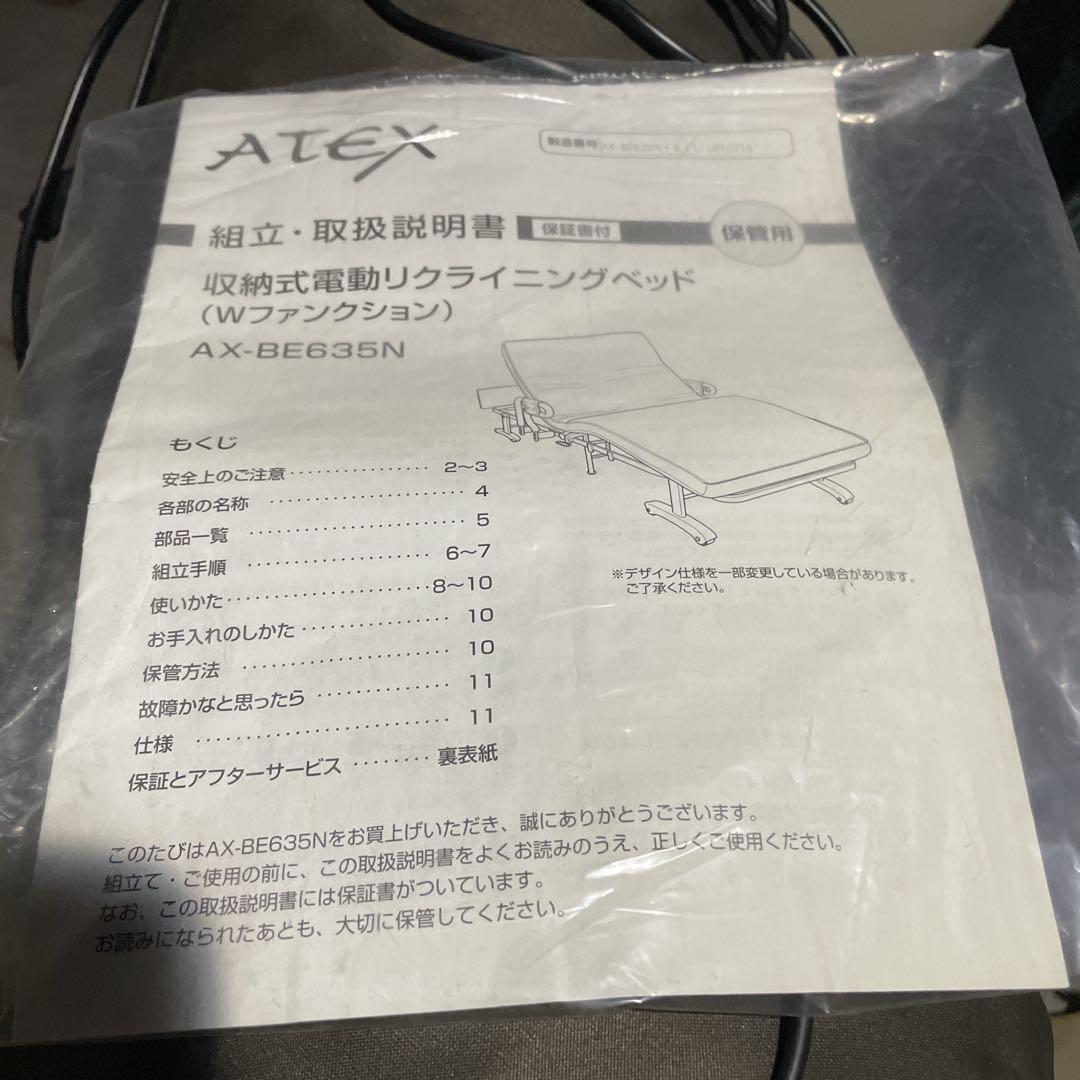 ATEX
製造番号
組立・取扱説明書 保証書付 保管用
収納式電動リクライニングベッド
(Wファンクション)
AX-BE635N
もくじ
安全上のご注意 ················ 2〜3
各部の名称 ······················ 4
部品一覧 ························ 5
組立手順 ···················· 6〜7
使いかた······················8〜10
お手入れのしかた ················ 10
保管方法 ······················ 10
故障かなと思ったら ·············· 11
仕様 ·························· 11
保証とアフターサービス ········ 裏表紙
※デザイン仕様を一部変更している場合があります。
ご了承ください。
このたびはAX-BE635Nをお買上げいただき、誠にありがとうございます。
組立て・ご使用の前に、この取扱説明書をよくお読みのうえ、正しくご使用ください。
なお、この取扱説明書には保証書がついています。
お読みになられたあとも、大切に保管してください。